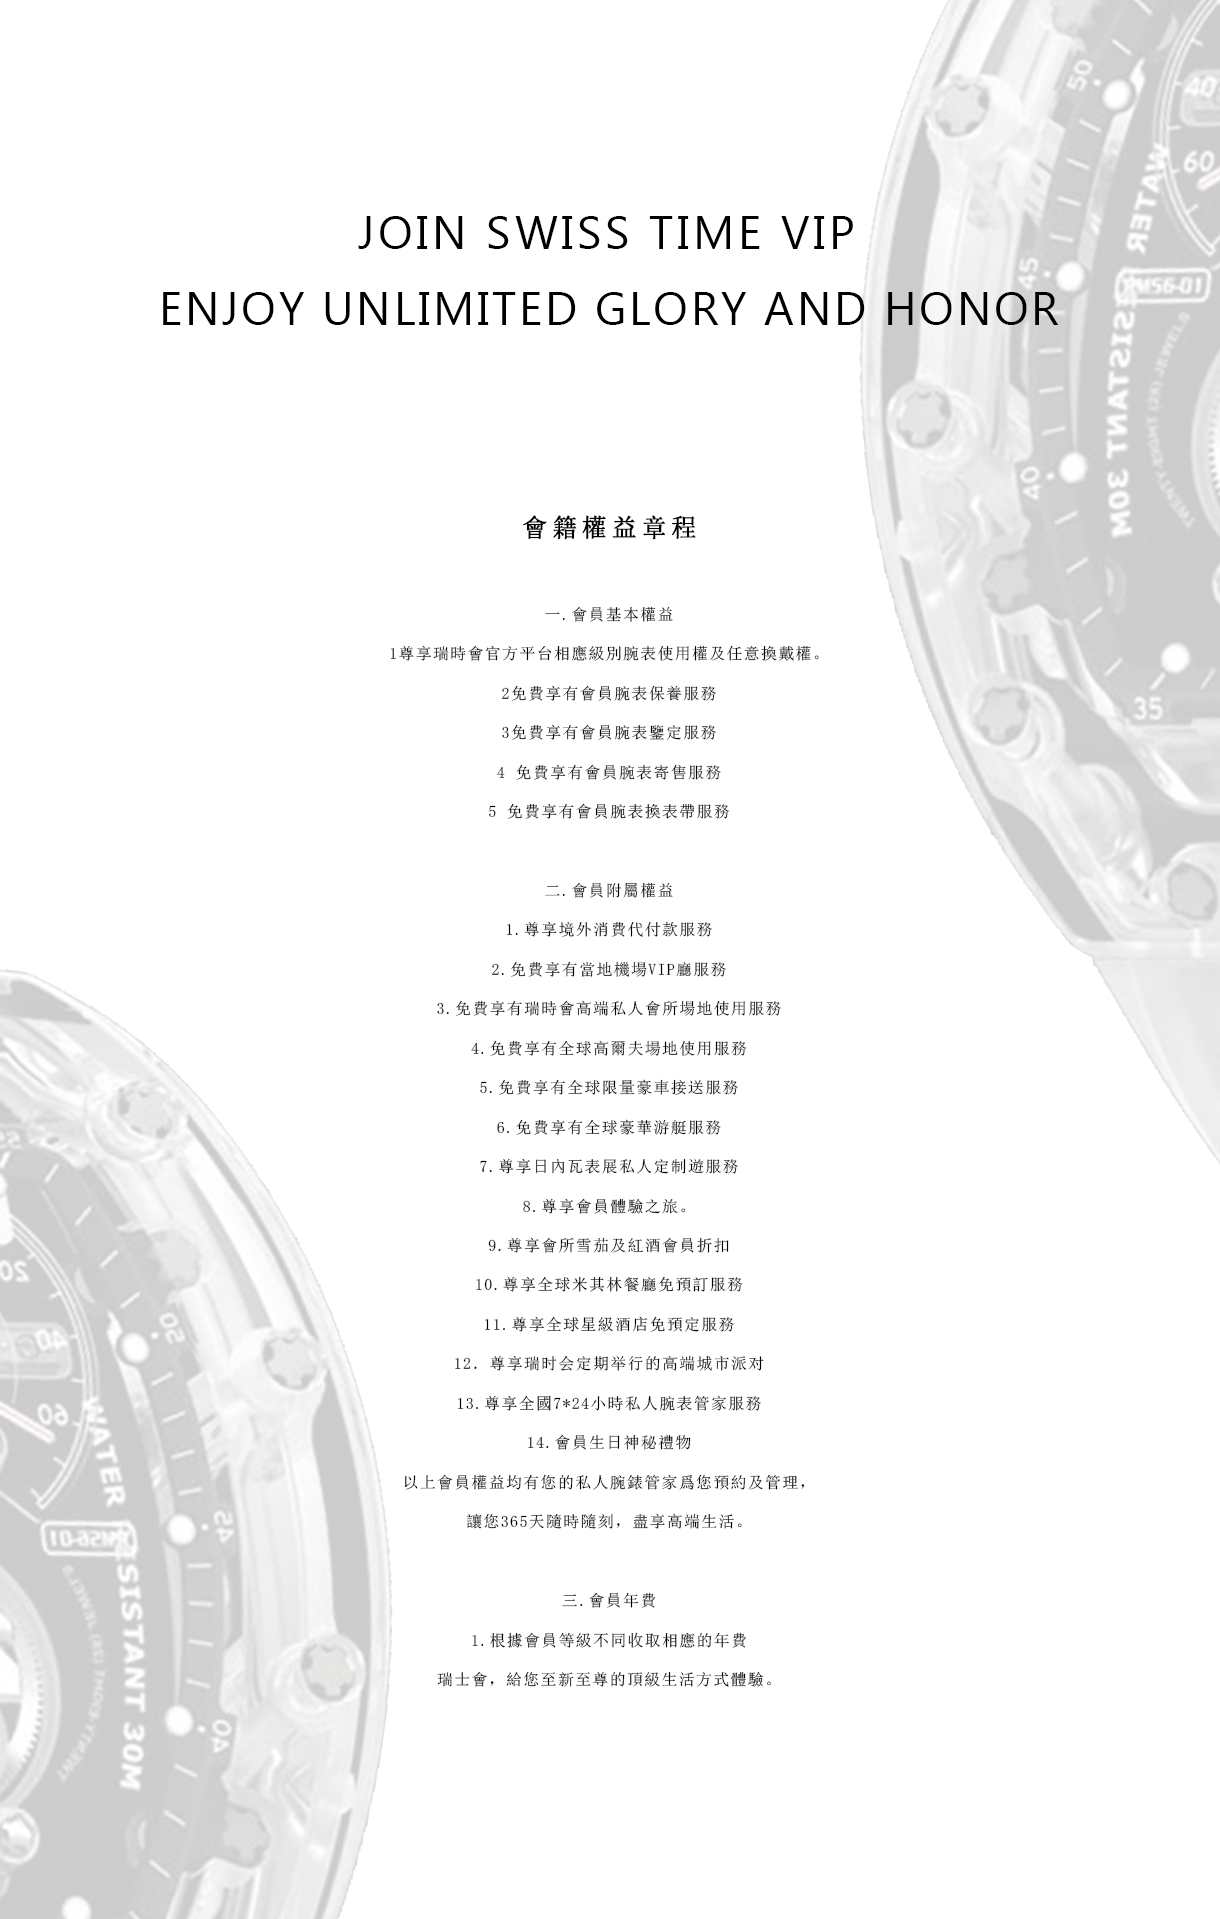 JOIN SWISS TIME VIP
ENJOY UNLIMITED GLORY AND HONOR
會籍權益章程
一.會員基本權益
1尊享瑞時會官方平台相應級別腕表使用權及任意換戴權。
2免費享有會員腕表保養服務
3免費享有會員腕表鑒定服務
4 免費享有會員腕表寄售服務
5 免費享有會員腕表換表帶服務
二.會員附屬權益
1.尊享境外消費代付款服務
2.免費享有當地機場VIP廳服務
3.免費享有瑞時會高端私人會所場地使用服務
4.免費享有全球高爾夫場地使用服務
5.免費享有全球限量豪車接送服務
6.免費享有全球豪華游艇服務
7.尊享日內瓦表展私人定制遊服務
8.尊享會員體驗之旅。
9.尊享會所雪茄及紅酒會員折扣
10.尊享全球米其林餐廳免預訂服務
11.尊享全球星級酒店免預定服務
12. 尊享瑞时会定期举行的高端城市派对
13.尊享全國7*24小時私人腕表管家服務
14.會員生日神秘禮物
以上會員權益均有您的私人腕錶管家爲您預約及管理，
讓您365天隨時隨刻，盡享高端生活。
三.會員年費
1.根據會員等級不同收取相應的年費
瑞士會，給您至新至尊的頂級生活方式體驗。
50
40
60
WATER
45
RM56-01
RESISTANT 30M
TWENTY-EIGHT (28) JEWELS
40
35
55
20
50
40
60
WATER
45
RM56-01
RESISTANT 30M
40